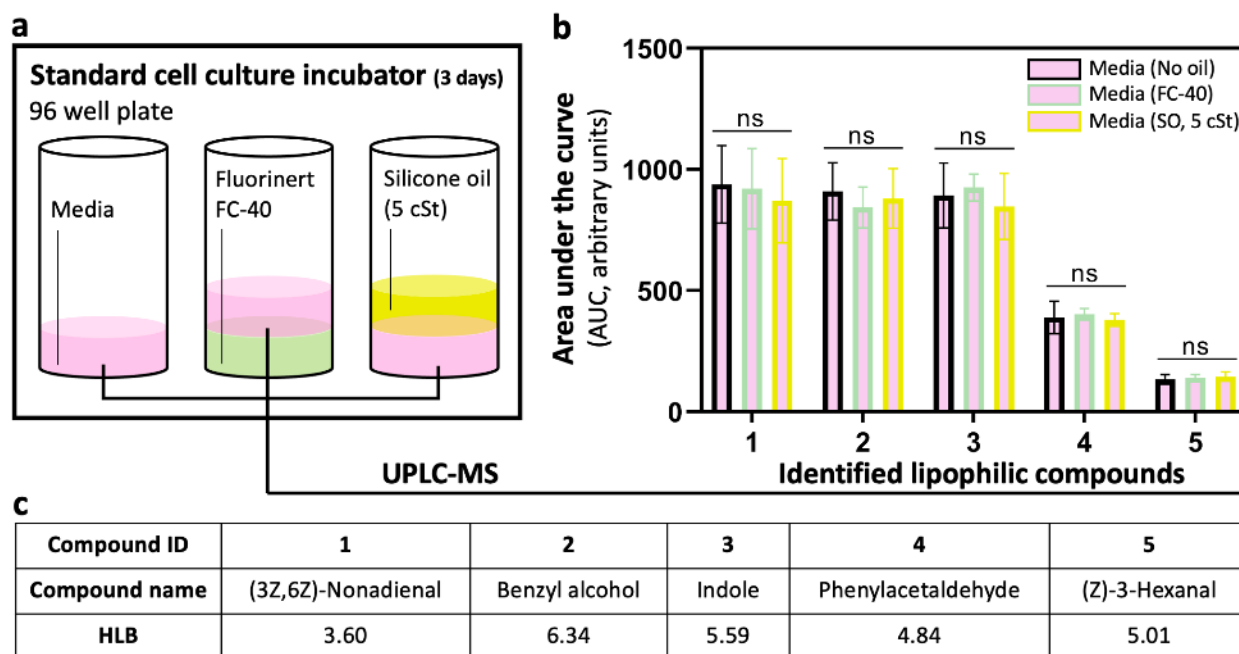 a
Standard cell culture incubator (3 days)
96 well plate
Media
Fluorinert
FC-40
Silicone oil
(5 cSt)
UPLC-MS
b
Area under the curve
(AUC, arbitrary units)
1500
1000
500
0
Media (No oil)
Media (FC-40)
Media (SO, 5 cSt)
ns
ns
ns
ns
ns
1 2 3 4 5
Identified lipophilic compounds
c
Compound ID 1 2 3 4 5
Compound name (3Z,6Z)-Nonadienal Benzyl alcohol Indole Phenylacetaldehyde (Z)-3-Hexanal
HLB 3.60 6.34 5.59 4.84 5.01